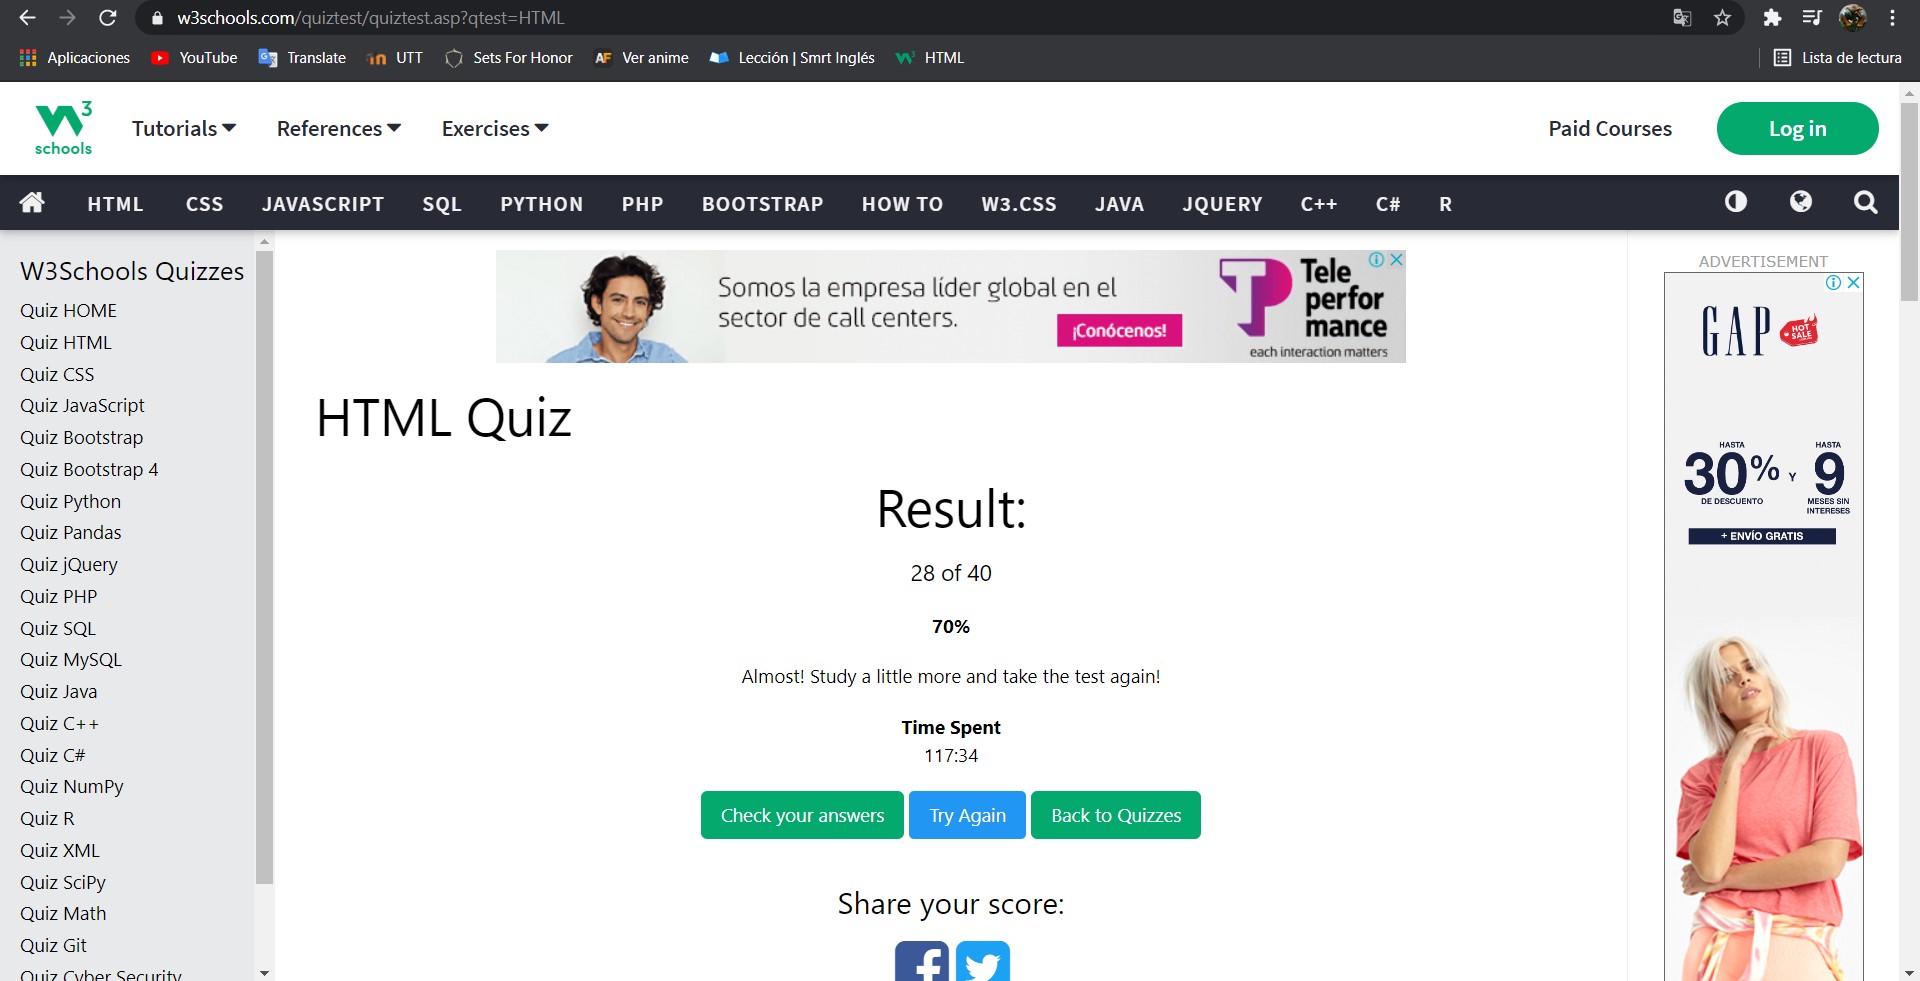 w3schools.com/quiztest/quiztest.asp?qtest=HTML
Aplicaciones YouTube Translate UTT Sets For Honor AF Ver anime Lección | Smrt Inglés HTML Lista de lectura
W3 schools Tutorials References Exercises Paid Courses Log in
HTML CSS JAVASCRIPT SQL PYTHON PHP BOOTSTRAP HOW TO W3.CSS JAVA JQUERY C++ C# R
W3Schools Quizzes
Quiz HOME
Quiz HTML
Quiz CSS
Quiz JavaScript
Quiz Bootstrap
Quiz Bootstrap 4
Quiz Python
Quiz Pandas
Quiz jQuery
Quiz PHP
Quiz SQL
Quiz MySQL
Quiz Java
Quiz C++
Quiz C#
Quiz NumPy
Quiz R
Quiz XML
Quiz SciPy
Quiz Math
Quiz Git
Quiz Cyber Security
Somos la empresa líder global en el
sector de call centers.
¡Conócenos!
Tele
perfor
mance
each interaction matters
HTML Quiz
Result:
28 of 40
70%
Almost! Study a little more and take the test again!
Time Spent
117:34
Check your answers Try Again Back to Quizzes
Share your score:
ADVERTISEMENT
GAP
HOT
SALE
HASTA
30%
DE DESCUENTO
Y
HASTA
9
MESES SIN
INTERESES
+ ENVÍO GRATIS